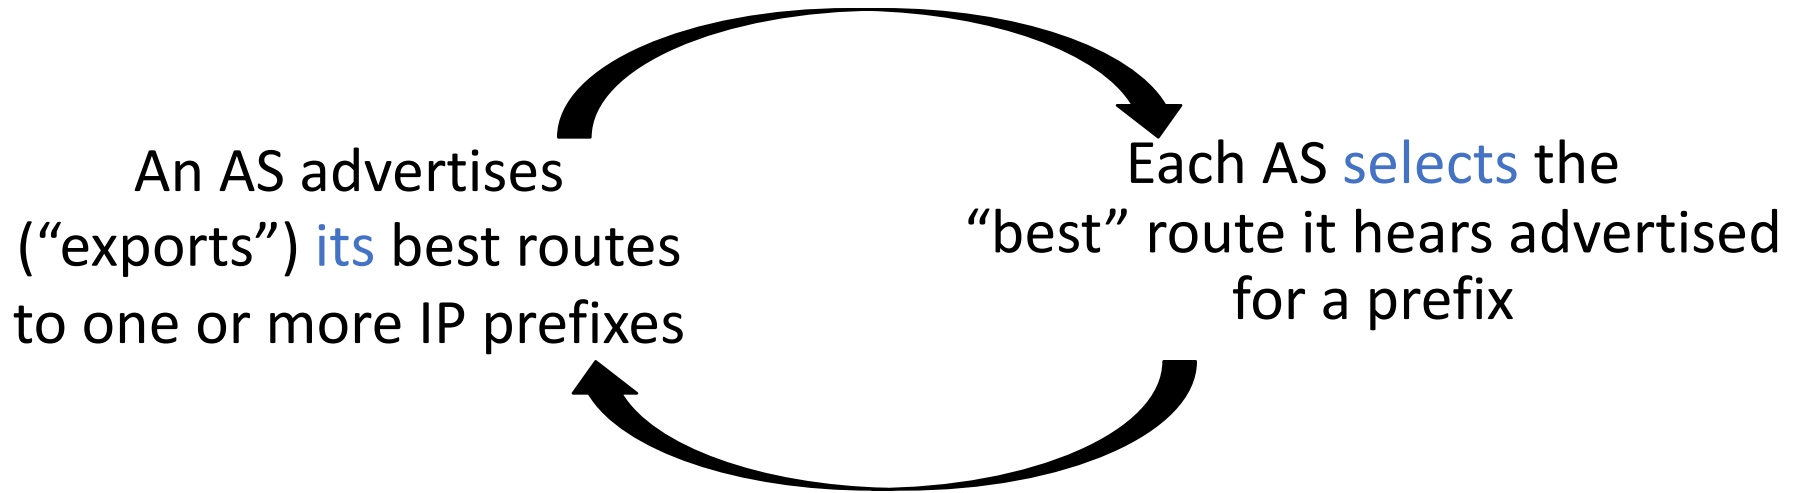 An AS advertises
(“exports”) its best routes
to one or more IP prefixes
Each AS selects the
“best” route it hears advertised
for a prefix